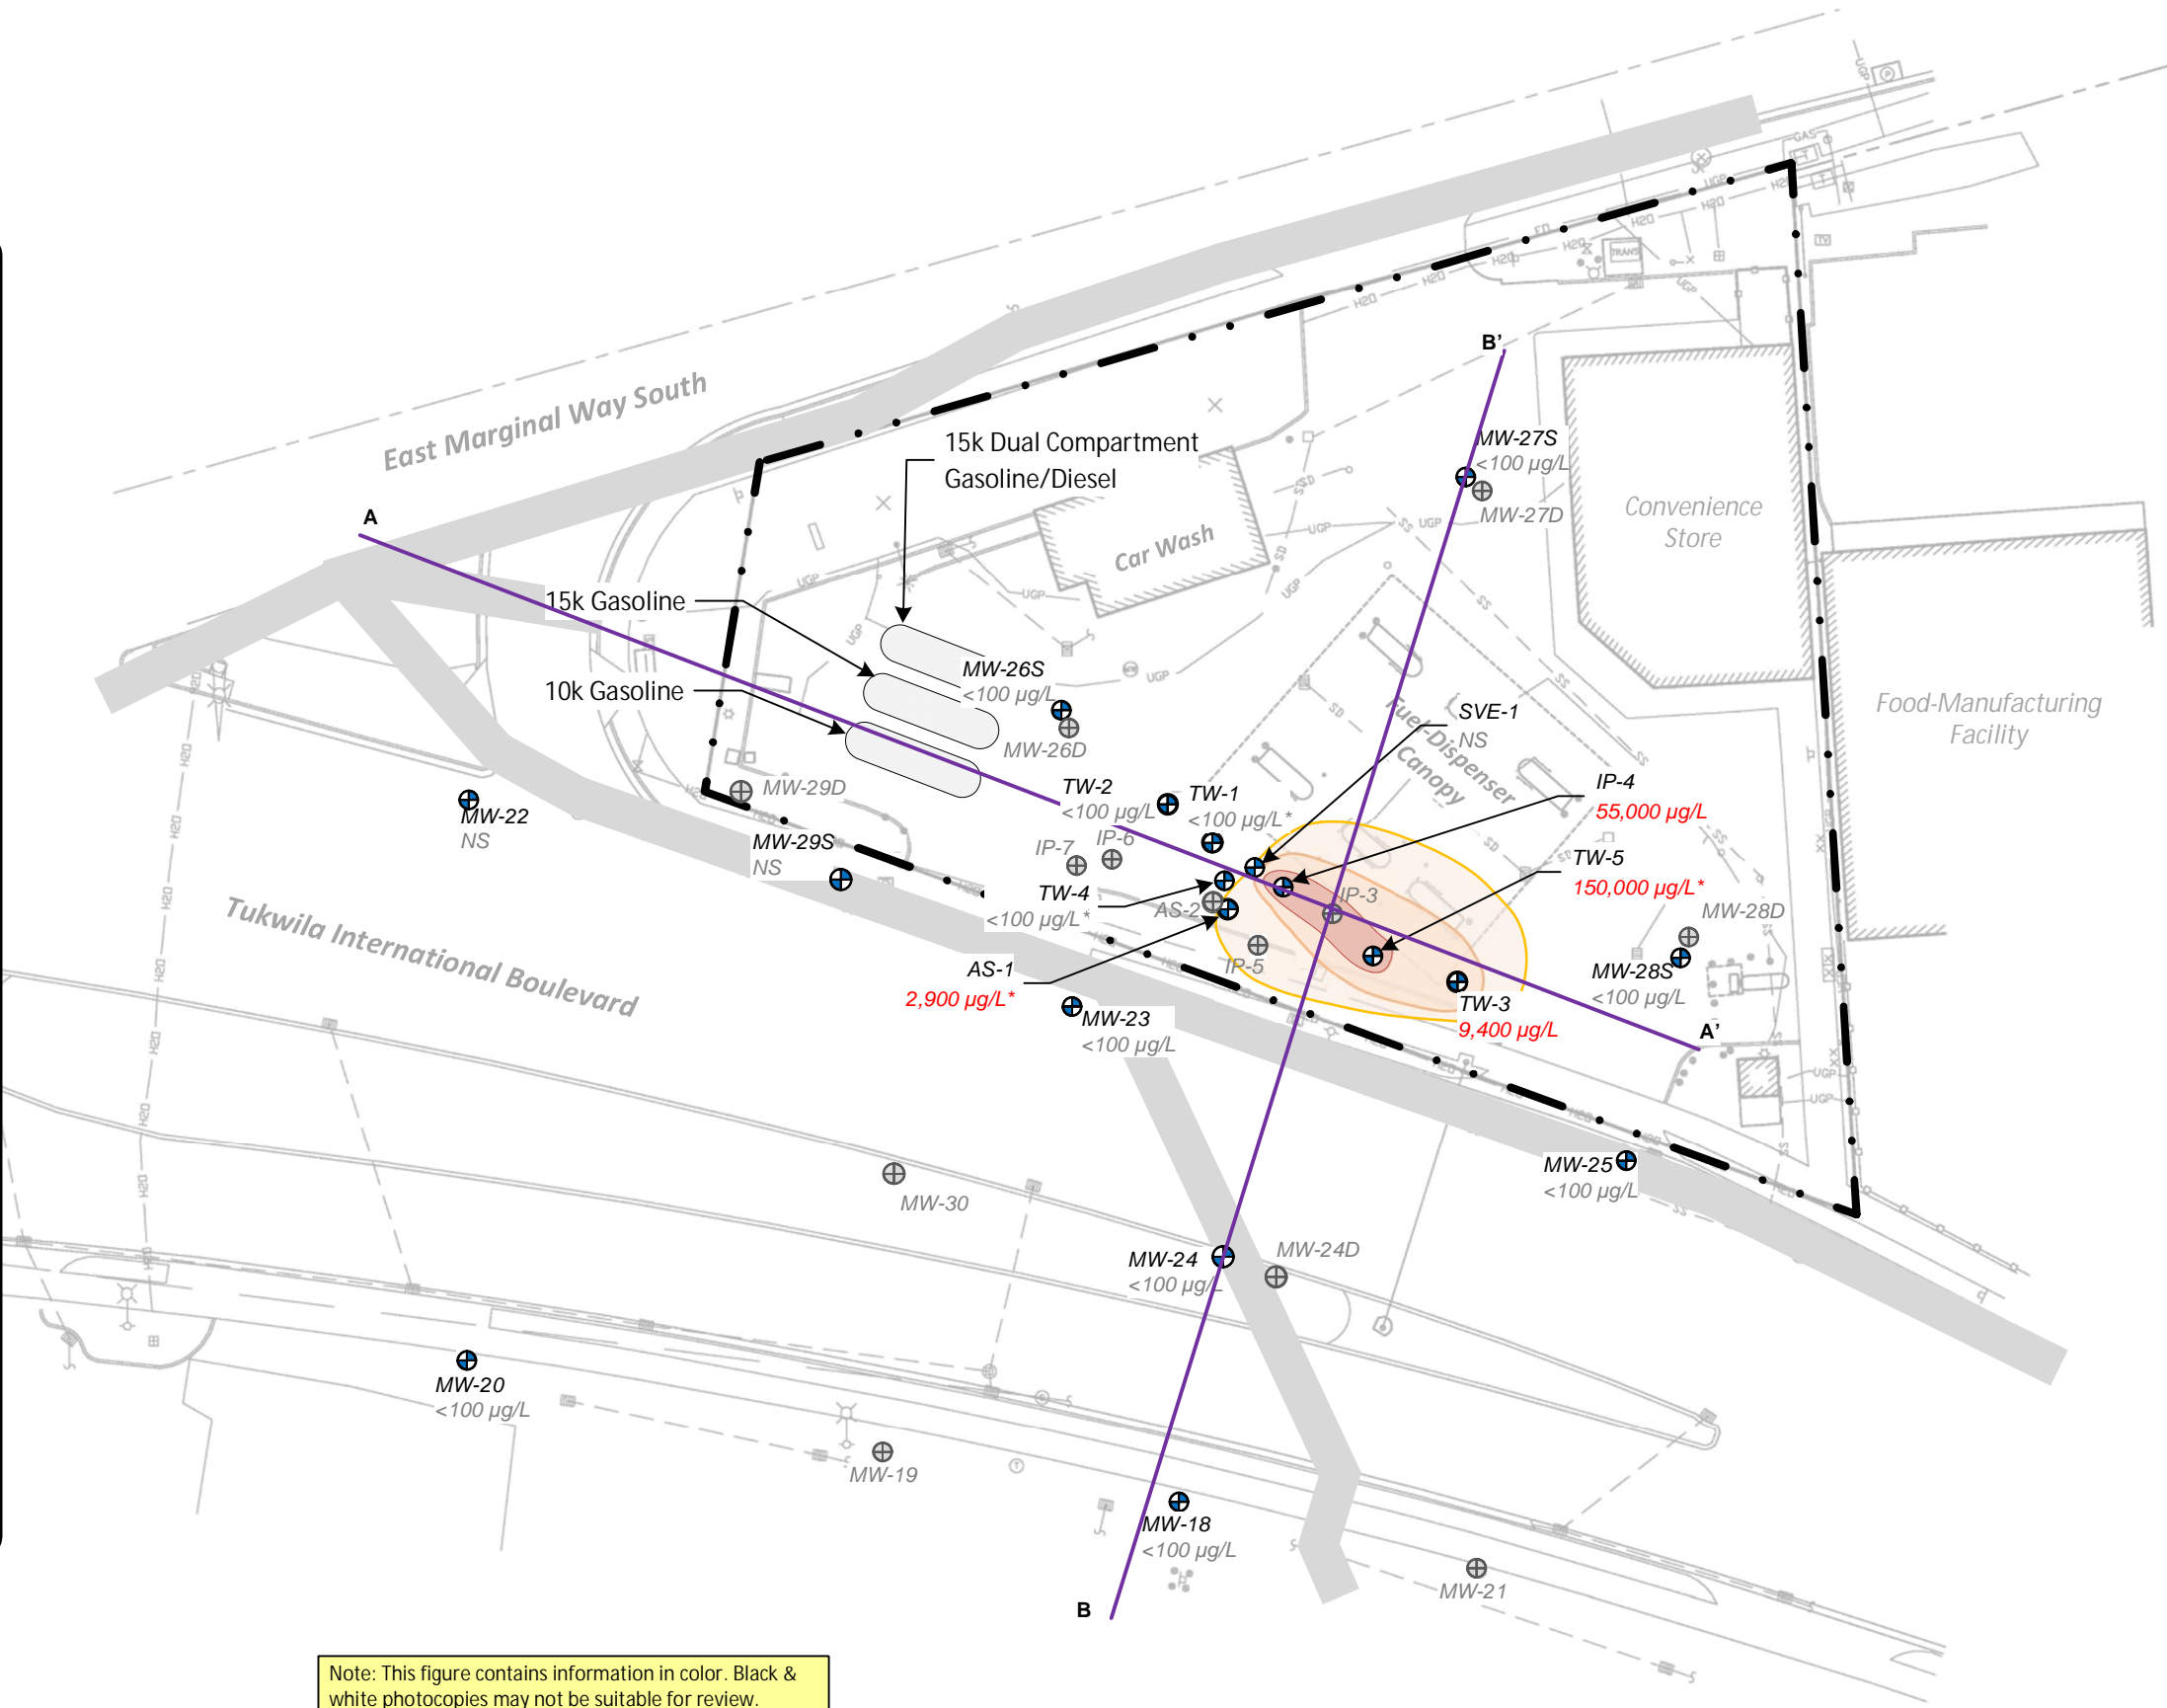 East Marginal Way South
GAS
TRANS
TV
B'
15k Dual Compartment
Gasoline/Diesel
MW-27S
<100 µg/L
MW-27D
Convenience
Store
A
Car Wash
15k Gasoline
10k Gasoline
MW-26S
<100 µg/L
MW-26D
SVE-1
NS
Food-Manufacturing
Facility
Fuel-Dispenser
Canopy
IP-4
55,000 µg/L
TW-2
<100 µg/L
TW-1
<100 µg/L*
MW-29D
MW-22
NS
MW-29S
NS
IP-7
IP-6
TW-5
150,000 µg/L*
TW-4
<100 µg/L*
AS-2
IP-3
MW-28D
Tukwila International Boulevard
IP-5
AS-1
2,900 µg/L*
MW-28S
<100 µg/L
TW-3
9,400 µg/L
MW-23
<100 µg/L
A'
MW-25
<100 µg/L
MW-30
MW-24
<100 µg/L
MW-24D
MW-20
<100 µg/L
MW-19
MW-18
<100 µg/L
MW-21
B
Note: This figure contains information in color. Black &
white photocopies may not be suitable for review.